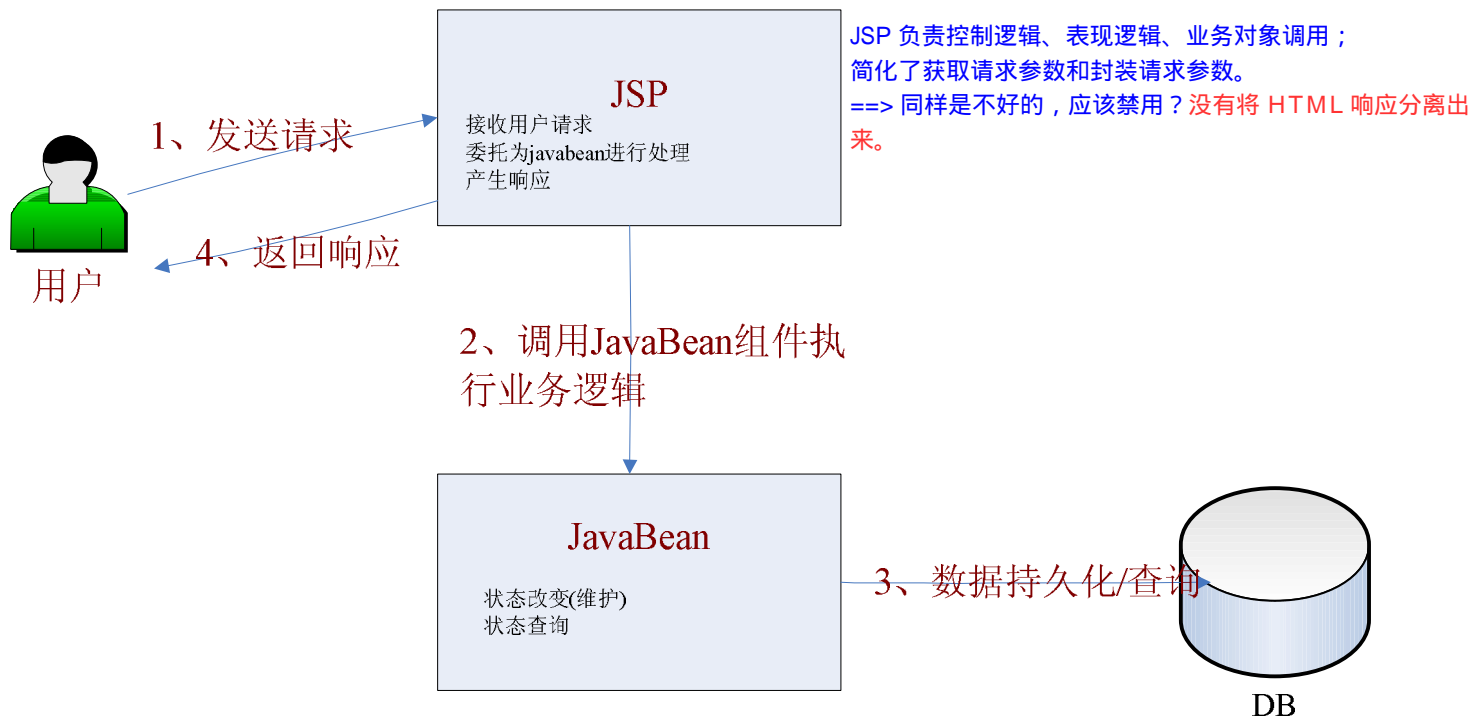 JSP 负责控制逻辑、表现逻辑、业务对象调用；
简化了获取请求参数和封装请求参数。
==> 同样是不好的，应该禁用？没有将 HTML 响应分离出
来。
JSP
接收用户请求
委托为javabean进行处理
产生响应
1、发送请求
4、返回响应
用户
2、调用JavaBean组件执
行业务逻辑
JavaBean
状态改变(维护)
状态查询
3、数据持久化/查询
DB